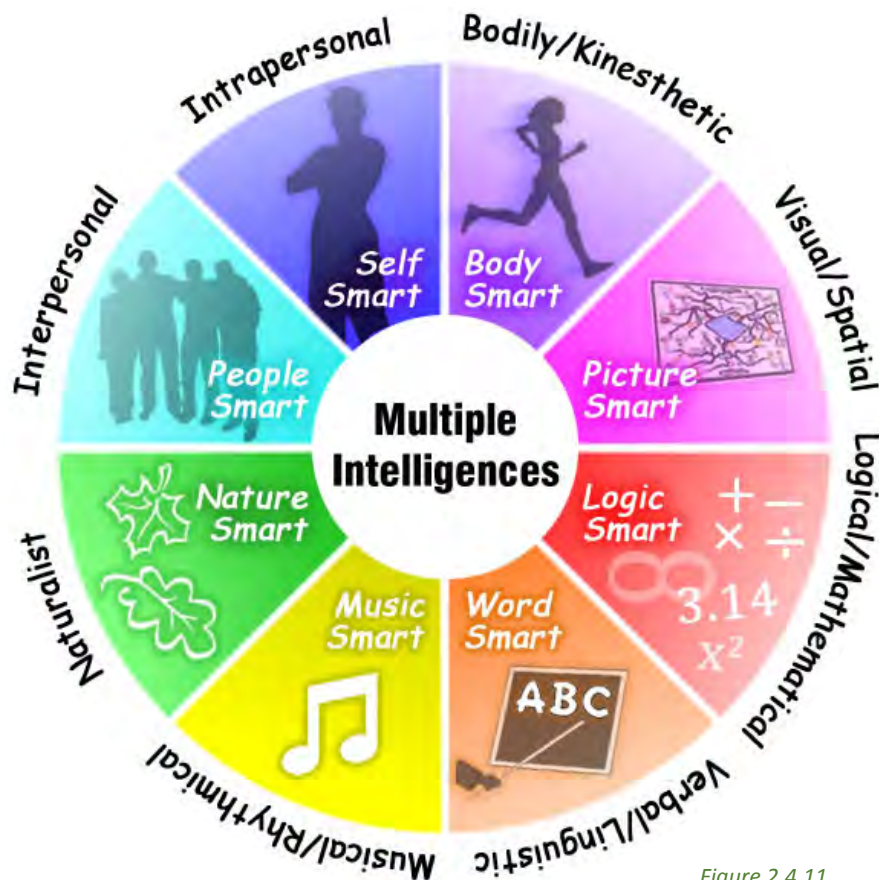 Bodily/Kinesthetic
Visual/Spatial
Logical/Mathematical
Verbal/Linguistic
Musical/Rhythmical
Naturalist
Interpersonal
Intrapersonal
Body
Smart
Picture
Smart
Logic
Smart
+ −
× ÷
3.14
x²
Word
Smart
ABC
Music
Smart
Nature
Smart
People
Smart
Self
Smart
Multiple
Intelligences
Figure 2.4.11